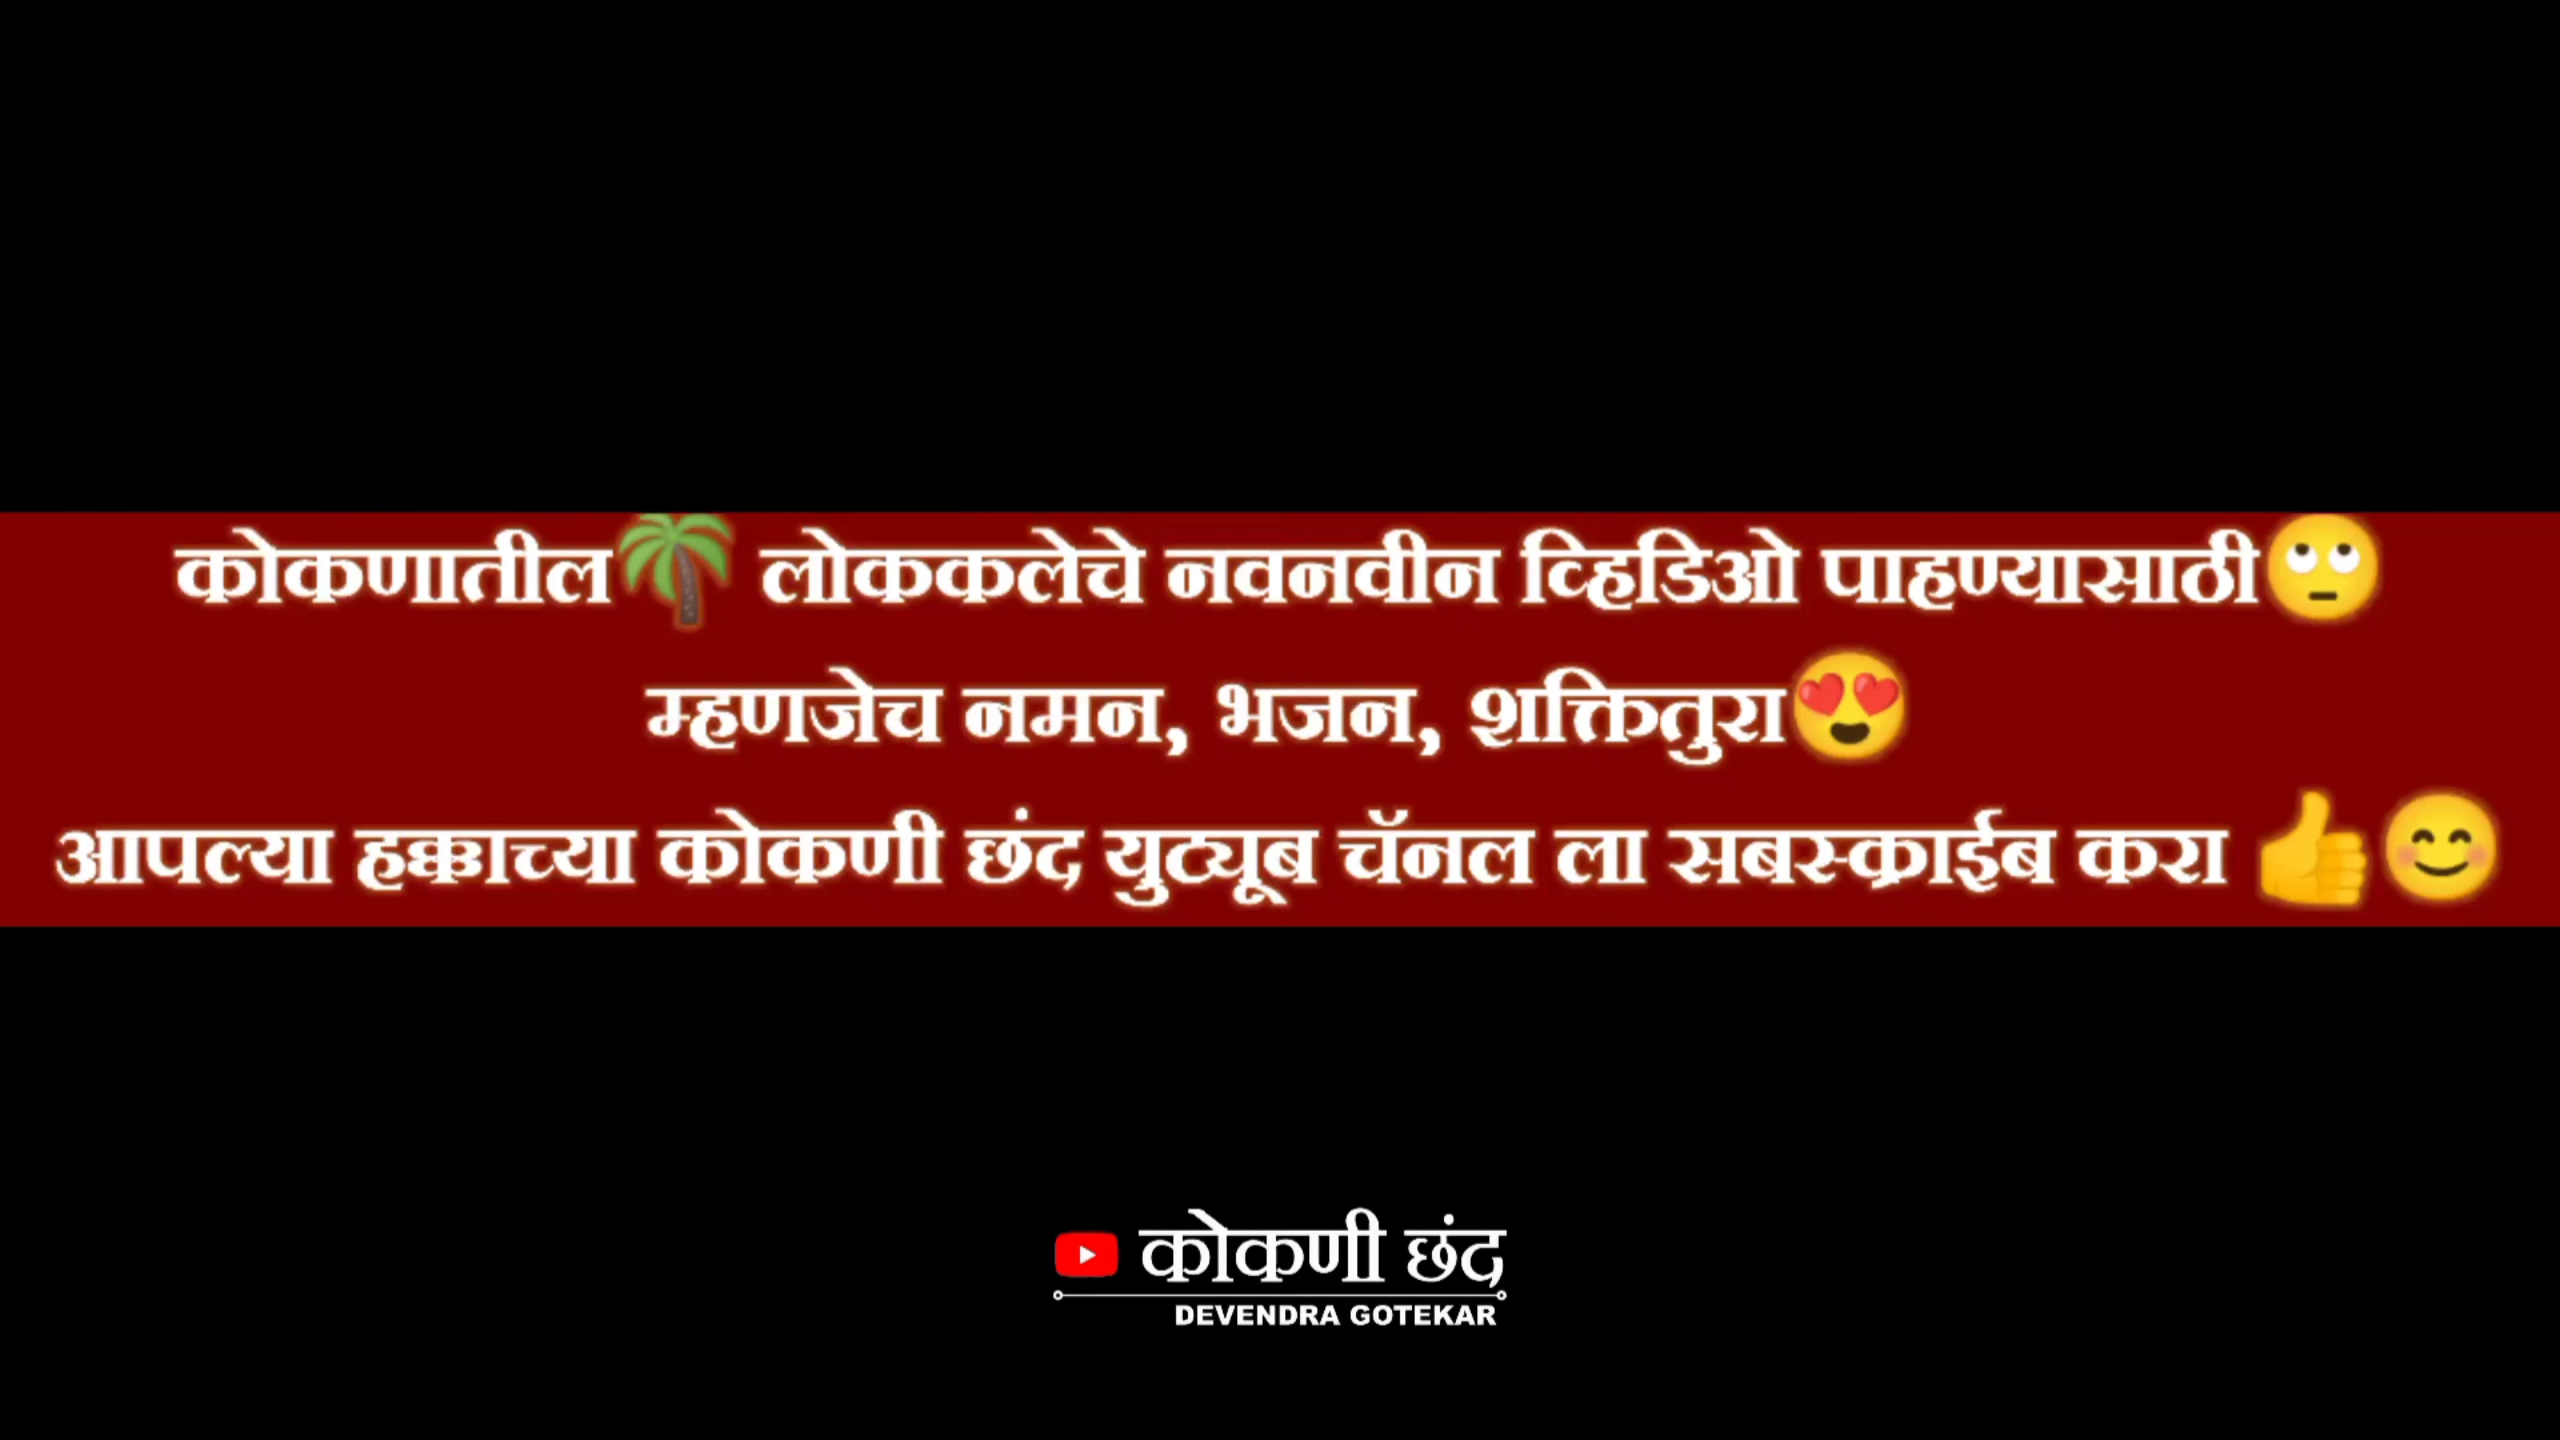 कोकणातील🌴 लोककलेचे नवनवीन व्हिडिओ पाहण्यासाठी🙄
म्हणजेच नमन, भजन, शक्तितुरा😍
आपल्या हक्काच्या कोकणी छंद युट्यूब चॅनल ला सबस्क्राईब करा 👍😊
कोकणी छंद
DEVENDRA GOTEKAR